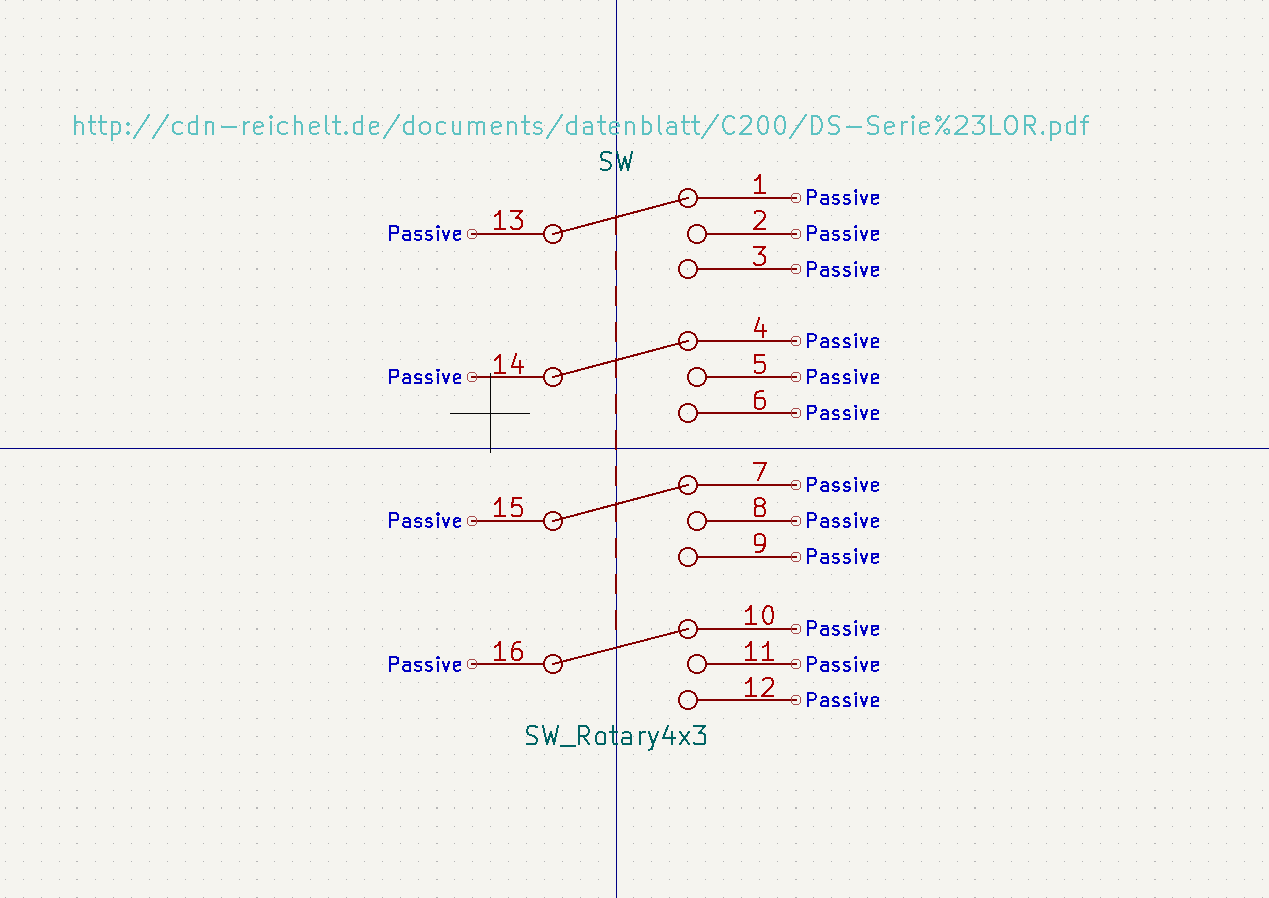 http://cdn-reichelt.de/documents/datenblatt/C200/DS-Serie%23LOR.pdf
SW
1 Passive
Passive 13 2 Passive
3 Passive
4 Passive
Passive 14 5 Passive
6 Passive
7 Passive
Passive 15 8 Passive
9 Passive
10 Passive
Passive 16 11 Passive
12 Passive
SW_Rotary4x3